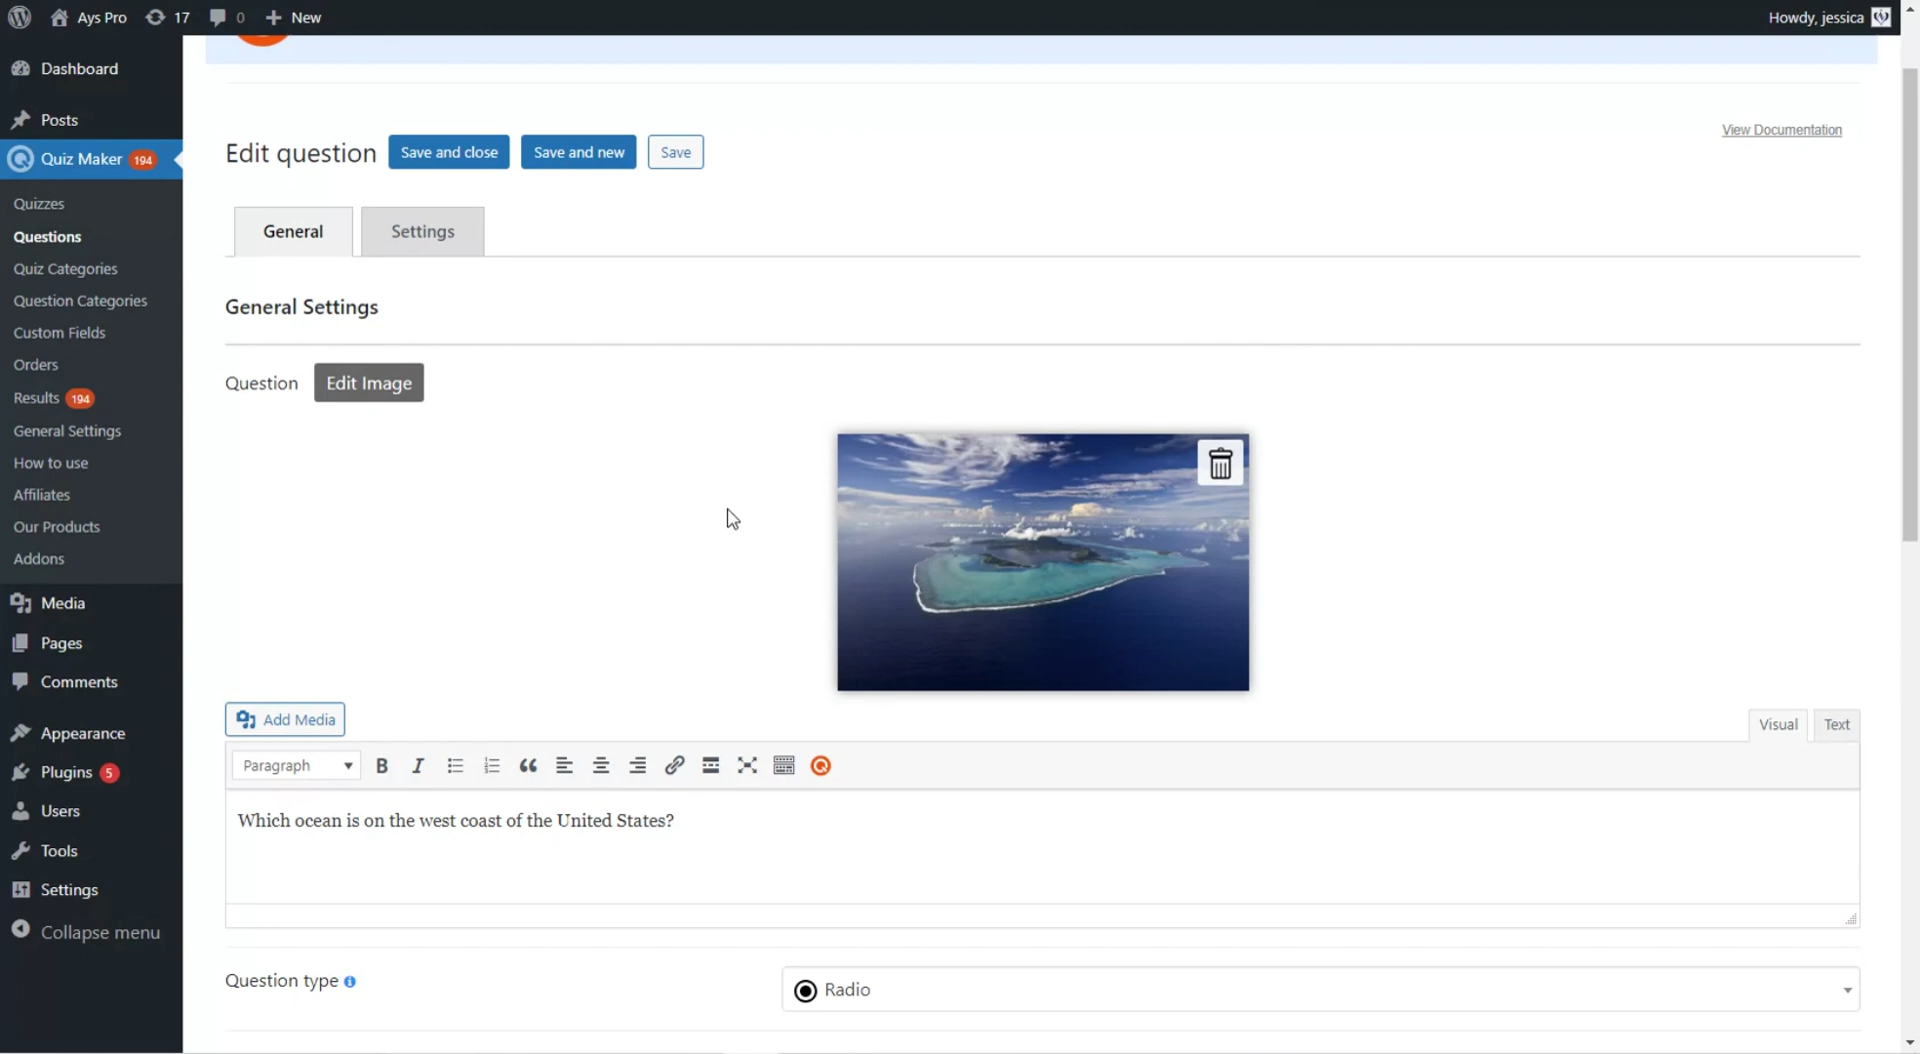 Ays Pro 17 0 New Howdy, jessica
Dashboard
Posts
Quiz Maker 194
Quizzes
Questions
Quiz Categories
Question Categories
Custom Fields
Orders
Results 194
General Settings
How to use
Affiliates
Our Products
Addons
Media
Pages
Comments
Appearance
Plugins 5
Users
Tools
Settings
Collapse menu
View Documentation
Edit question Save and close Save and new Save
General Settings
General Settings
Question Edit Image
Add Media Visual Text
Paragraph B I
Which ocean is on the west coast of the United States?
Question type Radio